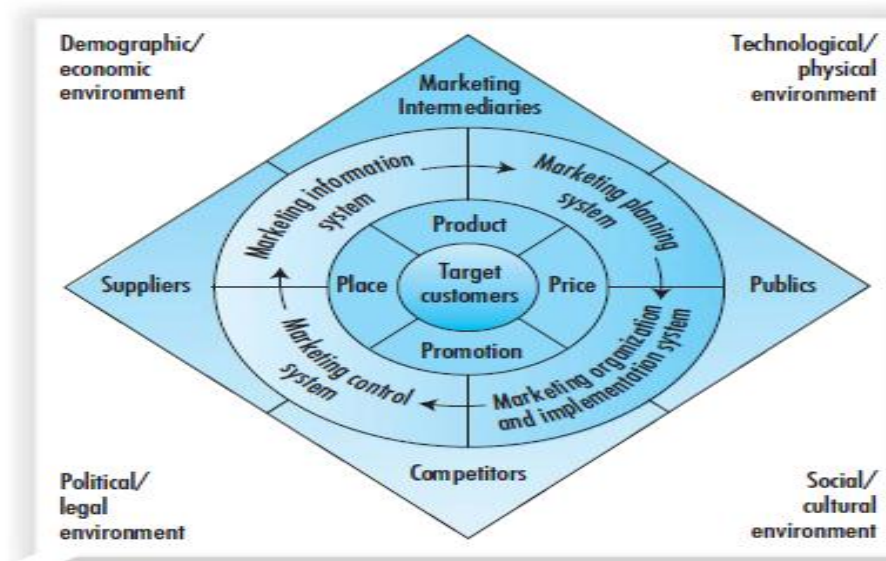 Demographic/
economic
environment
Technological/
physical
environment
Marketing
Intermediaries
Marketing information
system
Marketing planning
system
Product
Suppliers
Place
Target
customers
Price
Publics
Promotion
Marketing control
system
Marketing organization
and implementation system
Competitors
Political/
legal
environment
Social/
cultural
environment